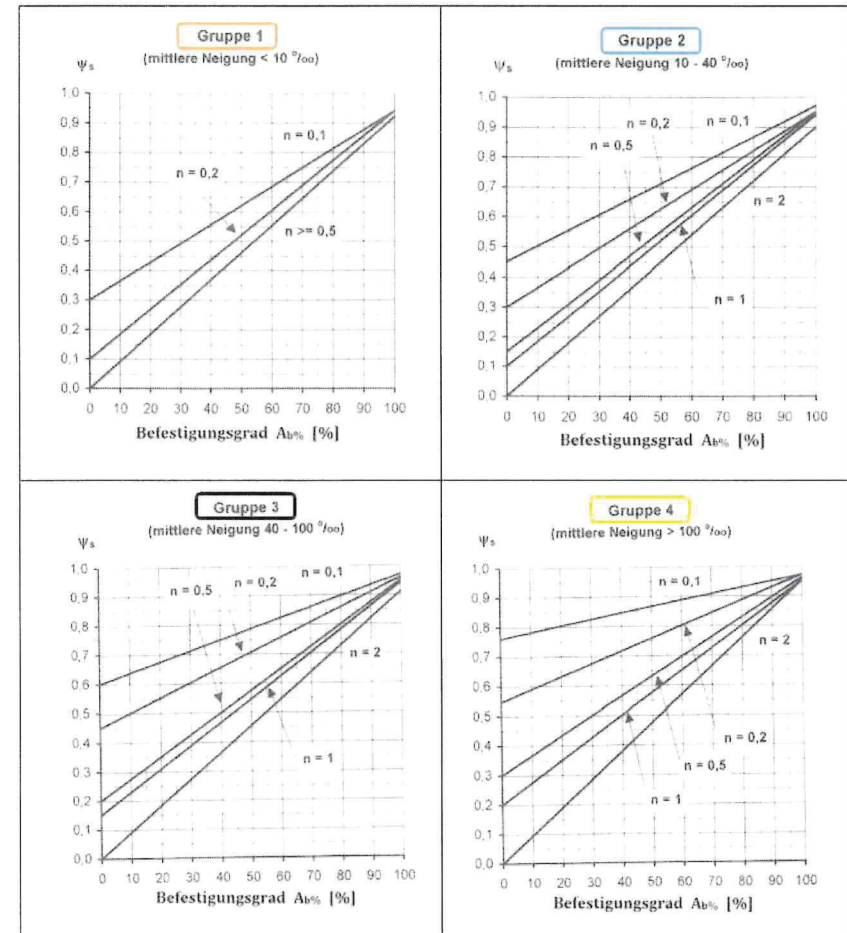 Gruppe 1
(mittlere Neigung < 10 °/oo)
Ψs
1,0
0,9
0,8
0,7
0,6
0,5
0,4
0,3
0,2
0,1
0,0
n = 0,1
n = 0,2
n >= 0,5
0 10 20 30 40 50 60 70 80 90 100
Befestigungsgrad Ab% [%]
Gruppe 2
(mittlere Neigung 10 - 40 °/oo)
Ψs
1,0
0,9
0,8
0,7
0,6
0,5
0,4
0,3
0,2
0,1
0,0
n = 0,2
n = 0,1
n = 0,5
n = 2
n = 1
0 10 20 30 40 50 60 70 80 90 100
Befestigungsgrad Ab% [%]
Gruppe 3
(mittlere Neigung 40 - 100 °/oo)
Ψs
1,0
0,9
0,8
0,7
0,6
0,5
0,4
0,3
0,2
0,1
0,0
n = 0,1
n = 0,2
n = 0,5
n = 2
n = 1
0 10 20 30 40 50 60 70 80 90 100
Befestigungsgrad Ab% [%]
Gruppe 4
(mittlere Neigung > 100 °/oo)
Ψs
1,0
0,9
0,8
0,7
0,6
0,5
0,4
0,3
0,2
0,1
0,0
n = 0,1
n = 2
n = 0,2
n = 0,5
n = 1
0 10 20 30 40 50 60 70 80 90 100
Befestigungsgrad Ab% [%]